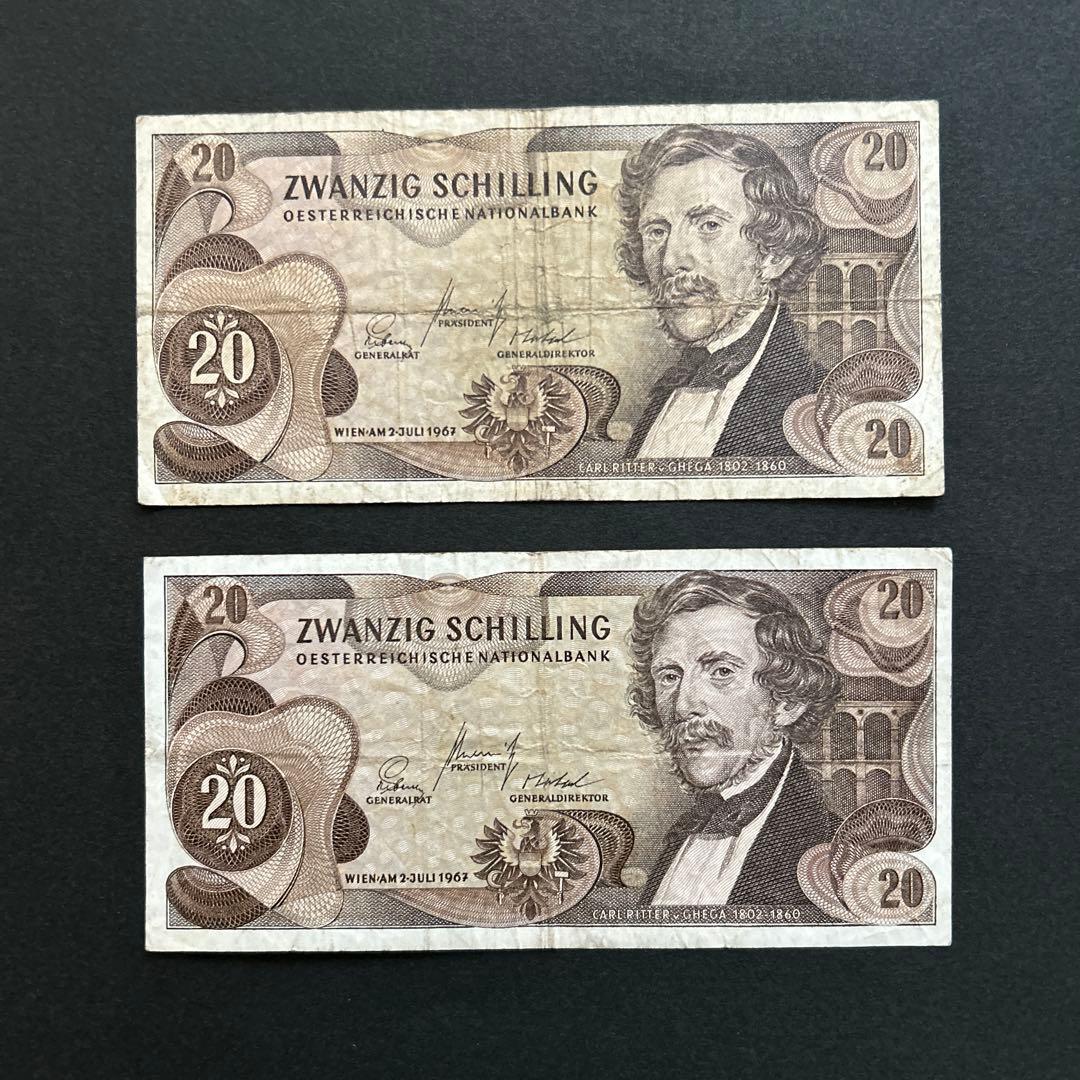 20
20
ZWANZIG SCHILLING
OESTERREICHISCHE NATIONALBANK
PRÄSIDENT
GENERALRAT
GENERALDIREKTOR
20
WIEN·AM 2·JULI 1967
20
CARL·RITTER v·GHEGA 1802-1860
20
20
ZWANZIG SCHILLING
OESTERREICHISCHE NATIONALBANK
PRÄSIDENT
GENERALRAT
GENERALDIREKTOR
20
WIEN·AM 2·JULI 1967
20
CARL·RITTER v·GHEGA 1802-1860